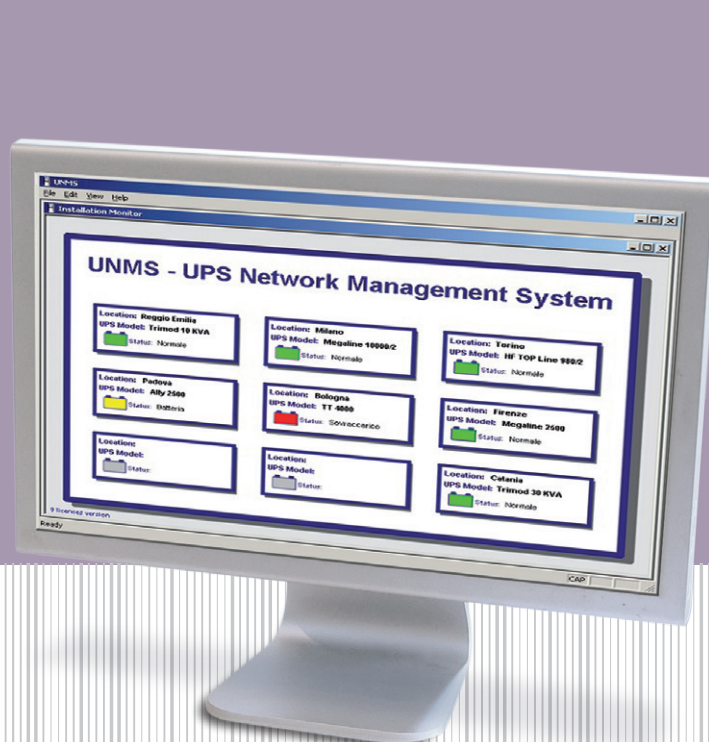 UNMS
File Edit View Help
Installation Monitor
UNMS - UPS Network Management System
Location: Reggio Emilia
UPS Model: Trimod 10 KVA
Status: Normale
Location: Milano
UPS Model: Megaline 10000/2
Status: Normale
Location: Torino
UPS Model: HF TOP Line 980/2
Status: Normale
Location: Padova
UPS Model: Ally 2500
Status: Batteria
Location: Bologna
UPS Model: TT 4000
Status: Sovraccarico
Location: Firenze
UPS Model: Megaline 2500
Status: Normale
Location:
UPS Model:
Status:
Location:
UPS Model:
Status:
Location: Catania
UPS Model: Trimod 30 KVA
Status: Normale
9 licensed version
Ready
CAP